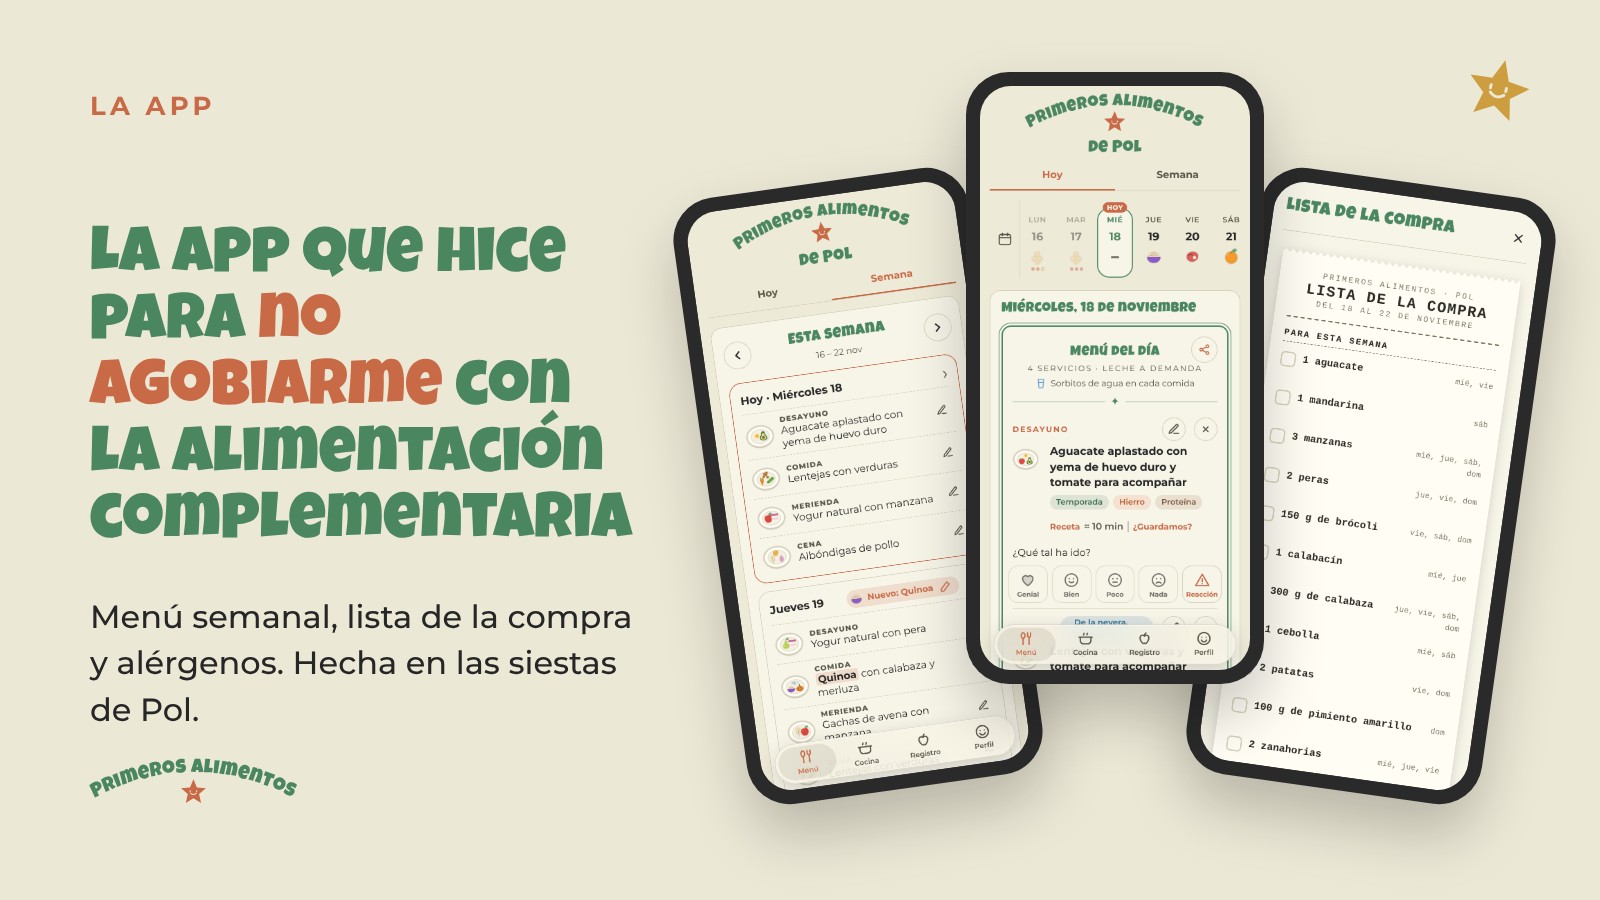 LA APP
LA APP QUE HICE
PARA NO
AGOBIARME CON
LA ALIMENTACIÓN
COMPLEMENTARIA
Menú semanal, lista de la compra
y alérgenos. Hecha en las siestas
de Pol.
PRIMEROS ALIMENTOS
PRIMEROS ALIMENTOS
DE POL
Hoy
Semana
ESTA SEMANA
16 – 22 nov
Hoy · Miércoles 18
DESAYUNO
Aguacate aplastado con
yema de huevo duro
COMIDA
Lentejas con verduras
MERIENDA
Yogur natural con manzana
CENA
Albóndigas de pollo
Jueves 19
Nuevo: Quinoa
DESAYUNO
Yogur natural con pera
COMIDA
Quinoa con calabaza y
merluza
MERIENDA
Gachas de avena con
manzana
Menú
Cocina
Registro
Perfil
PRIMEROS ALIMENTOS
DE POL
Hoy
Semana
HOY
LUN MAR MIÉ JUE VIE SÁB
16 17 18 19 20 21
–
MIÉRCOLES, 18 DE NOVIEMBRE
MENÚ DEL DÍA
4 SERVICIOS · LECHE A DEMANDA
Sorbitos de agua en cada comida
DESAYUNO
Aguacate aplastado con
yema de huevo duro y
tomate para acompañar
Temporada Hierro Proteína
Receta ≈ 10 min | ¿Guardamos?
¿Qué tal ha ido?
Genial Bien Poco Nada Reacción
De la nevera.
Menú Cocina Registro Perfil
tomate para acompañar
LISTA DE LA COMPRA
PRIMEROS ALIMENTOS · POL
LISTA DE LA COMPRA
DEL 18 AL 22 DE NOVIEMBRE
PARA ESTA SEMANA
1 aguacate mié, vie
1 mandarina sáb
3 manzanas mié, jue, sáb,
dom
2 peras jue, vie, dom
150 g de brócoli vie, sáb, dom
1 calabacín mié, jue
300 g de calabaza jue, vie, sáb,
dom
1 cebolla mié, sáb
2 patatas vie, dom
100 g de pimiento amarillo dom
2 zanahorias mié, jue, vie